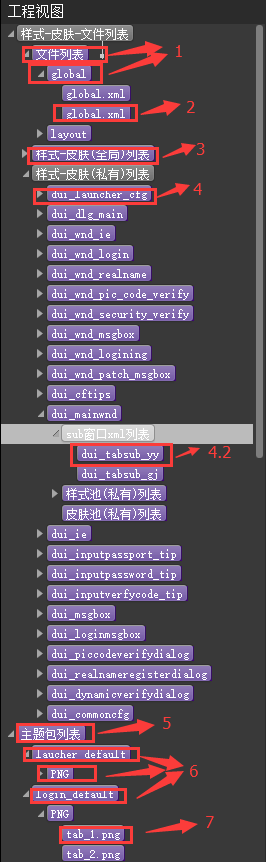 工程视图
样式-皮肤-文件列表
文件列表 1
global
global.xml
global.xml 2
layout
样式-皮肤(全局)列表 3
样式-皮肤(私有)列表
dui_launcher_cfg 4
dui_dlg_main
dui_wnd_ie
dui_wnd_login
dui_wnd_realname
dui_wnd_pic_code_verify
dui_wnd_security_verify
dui_wnd_msgbox
dui_wnd_logining
dui_wnd_patch_msgbox
dui_cftips
dui_mainwnd
sub窗口xml列表
dui_tabsub_yy 4.2
dui_tabsub_gj
样式池(私有)列表
皮肤池(私有)列表
dui_ie
dui_inputpassport_tip
dui_inputpassword_tip
dui_inputverfycode_tip
dui_msgbox
dui_loginmsgbox
dui_piccodeverifydialog
dui_realnameregisterdialog
dui_dynamicverifydialog
dui_commoncfg
主题包列表 5
laucher_default
PNG 6
login_default
PNG
tab_1.png 7
tab_2.png